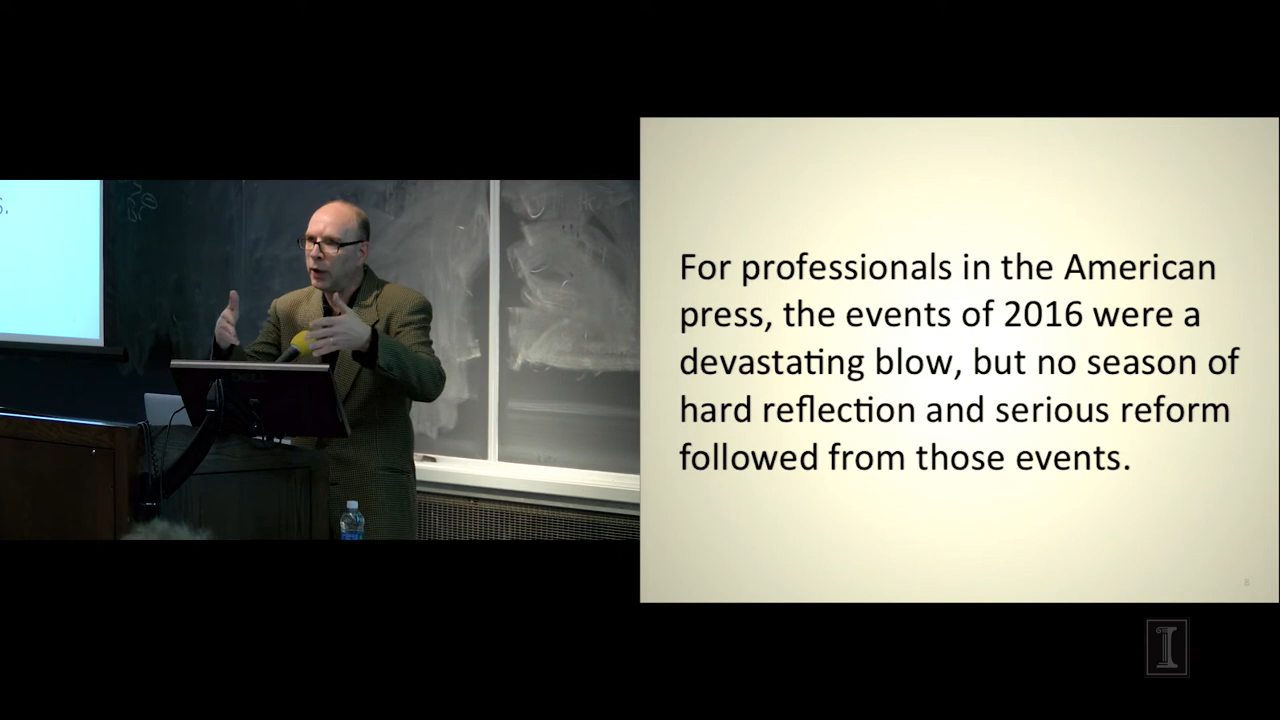 For professionals in the American
press, the events of 2016 were a
devastating blow, but no season of
hard reflection and serious reform
followed from those events.